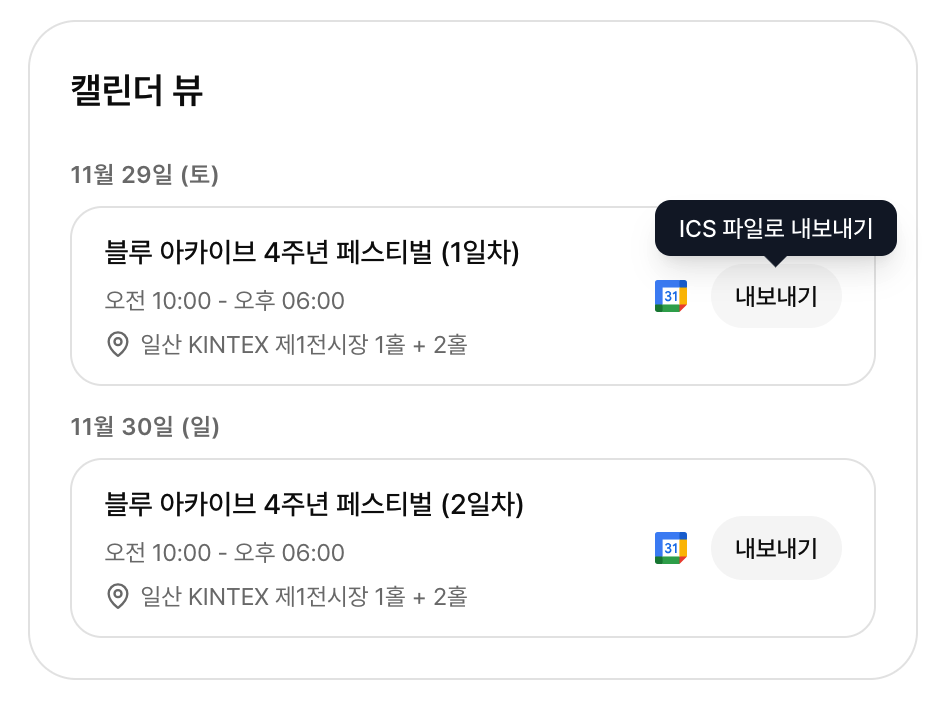 캘린더 뷰
11월 29일 (토)
ICS 파일로 내보내기
블루 아카이브 4주년 페스티벌 (1일차)
오전 10:00 - 오후 06:00
31
내보내기
일산 KINTEX 제1전시장 1홀 + 2홀
11월 30일 (일)
블루 아카이브 4주년 페스티벌 (2일차)
오전 10:00 - 오후 06:00
31
내보내기
일산 KINTEX 제1전시장 1홀 + 2홀